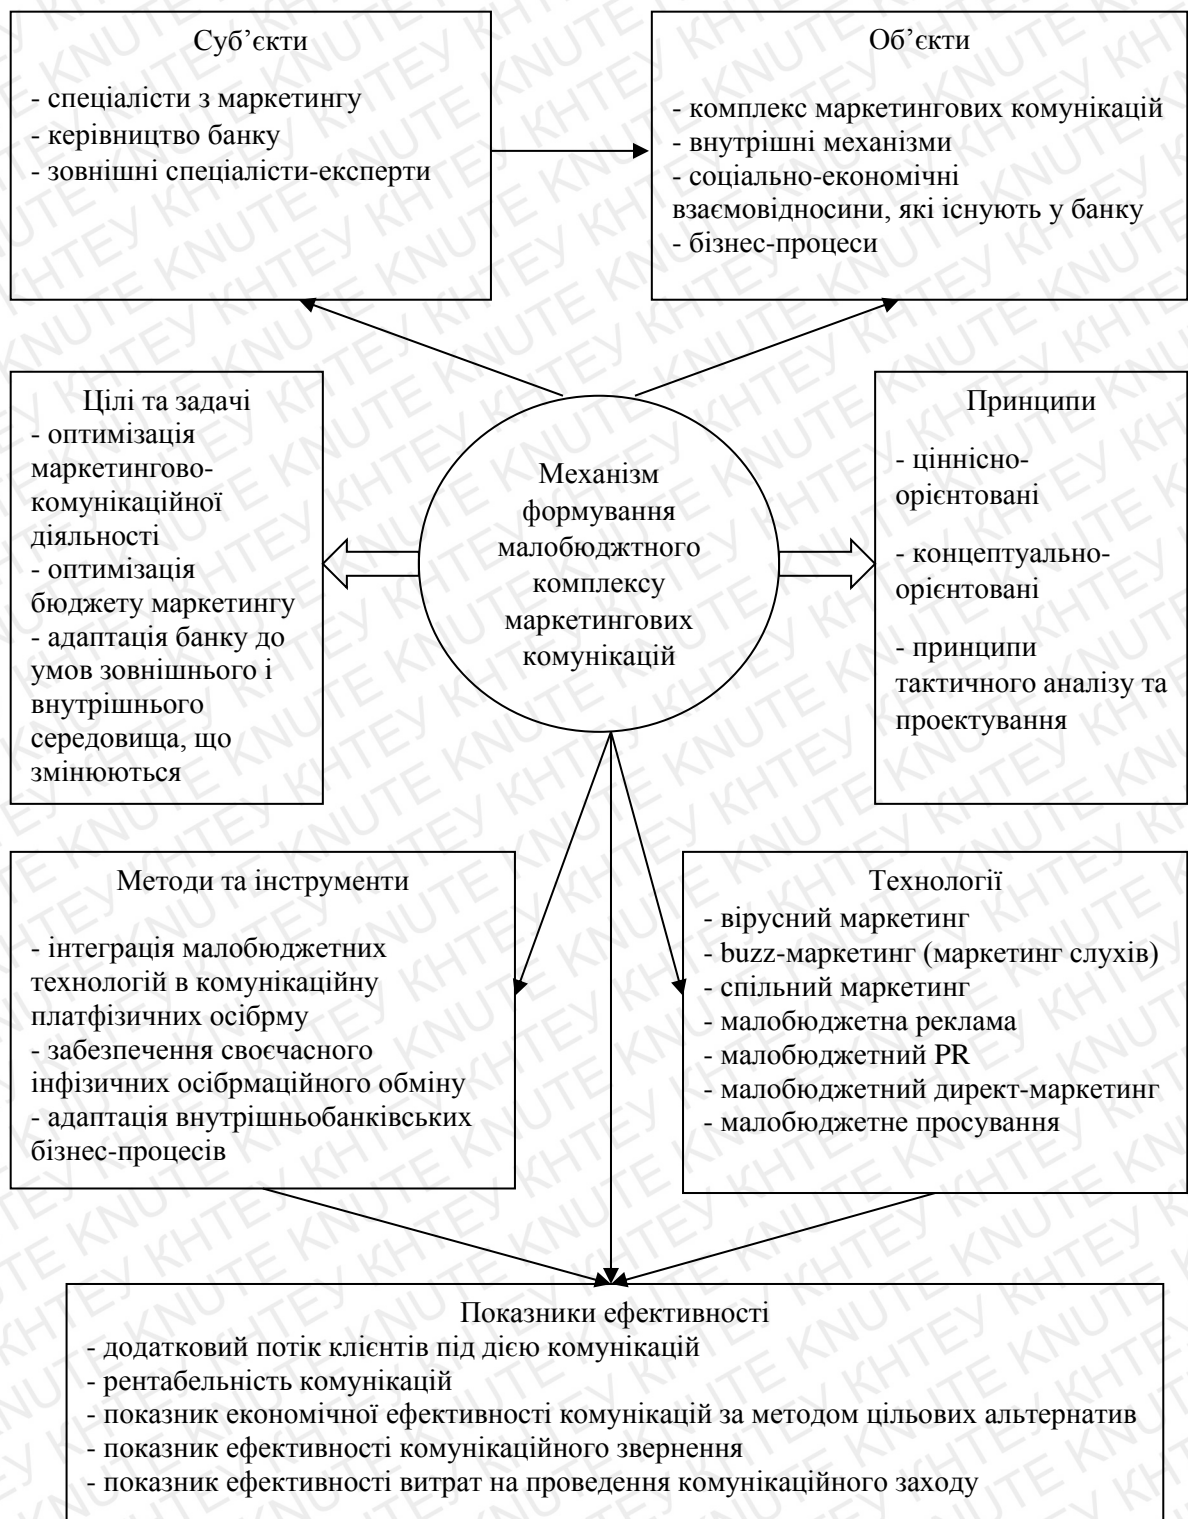 Суб’єкти
- спеціалісти з маркетингу
- керівництво банку
- зовнішні спеціалісти-експерти
Об’єкти
- комплекс маркетингових комунікацій
- внутрішні механізми
- соціально-економічні
взаємовідносини, які існують у банку
- бізнес-процеси
Цілі та задачі
- оптимізація
маркетингово-
комунікаційної
діяльності
- оптимізація
бюджету маркетингу
- адаптація банку до
умов зовнішнього і
внутрішнього
середовища, що
змінюються
Механізм
формування
малобюджтного
комплексу
маркетингових
комунікацій
Принципи
- ціннісно-
орієнтовані
- концептуально-
орієнтовані
- принципи
тактичного аналізу та
проектування
Методи та інструменти
- інтеграція малобюджетних
технологій в комунікаційну
платфізичних осібрму
- забезпечення своєчасного
інфізичних осібрмаційного обміну
- адаптація внутрішньобанківських
бізнес-процесів
Технології
- вірусний маркетинг
- buzz-маркетинг (маркетинг слухів)
- спільний маркетинг
- малобюджетна реклама
- малобюджетний PR
- малобюджетний директ-маркетинг
- малобюджетне просування
Показники ефективності
- додатковий потік клієнтів під дією комунікацій
- рентабельність комунікацій
- показник економічної ефективності комунікацій за методом цільових альтернатив
- показник ефективності комунікаційного звернення
- показник ефективності витрат на проведення комунікаційного заходу